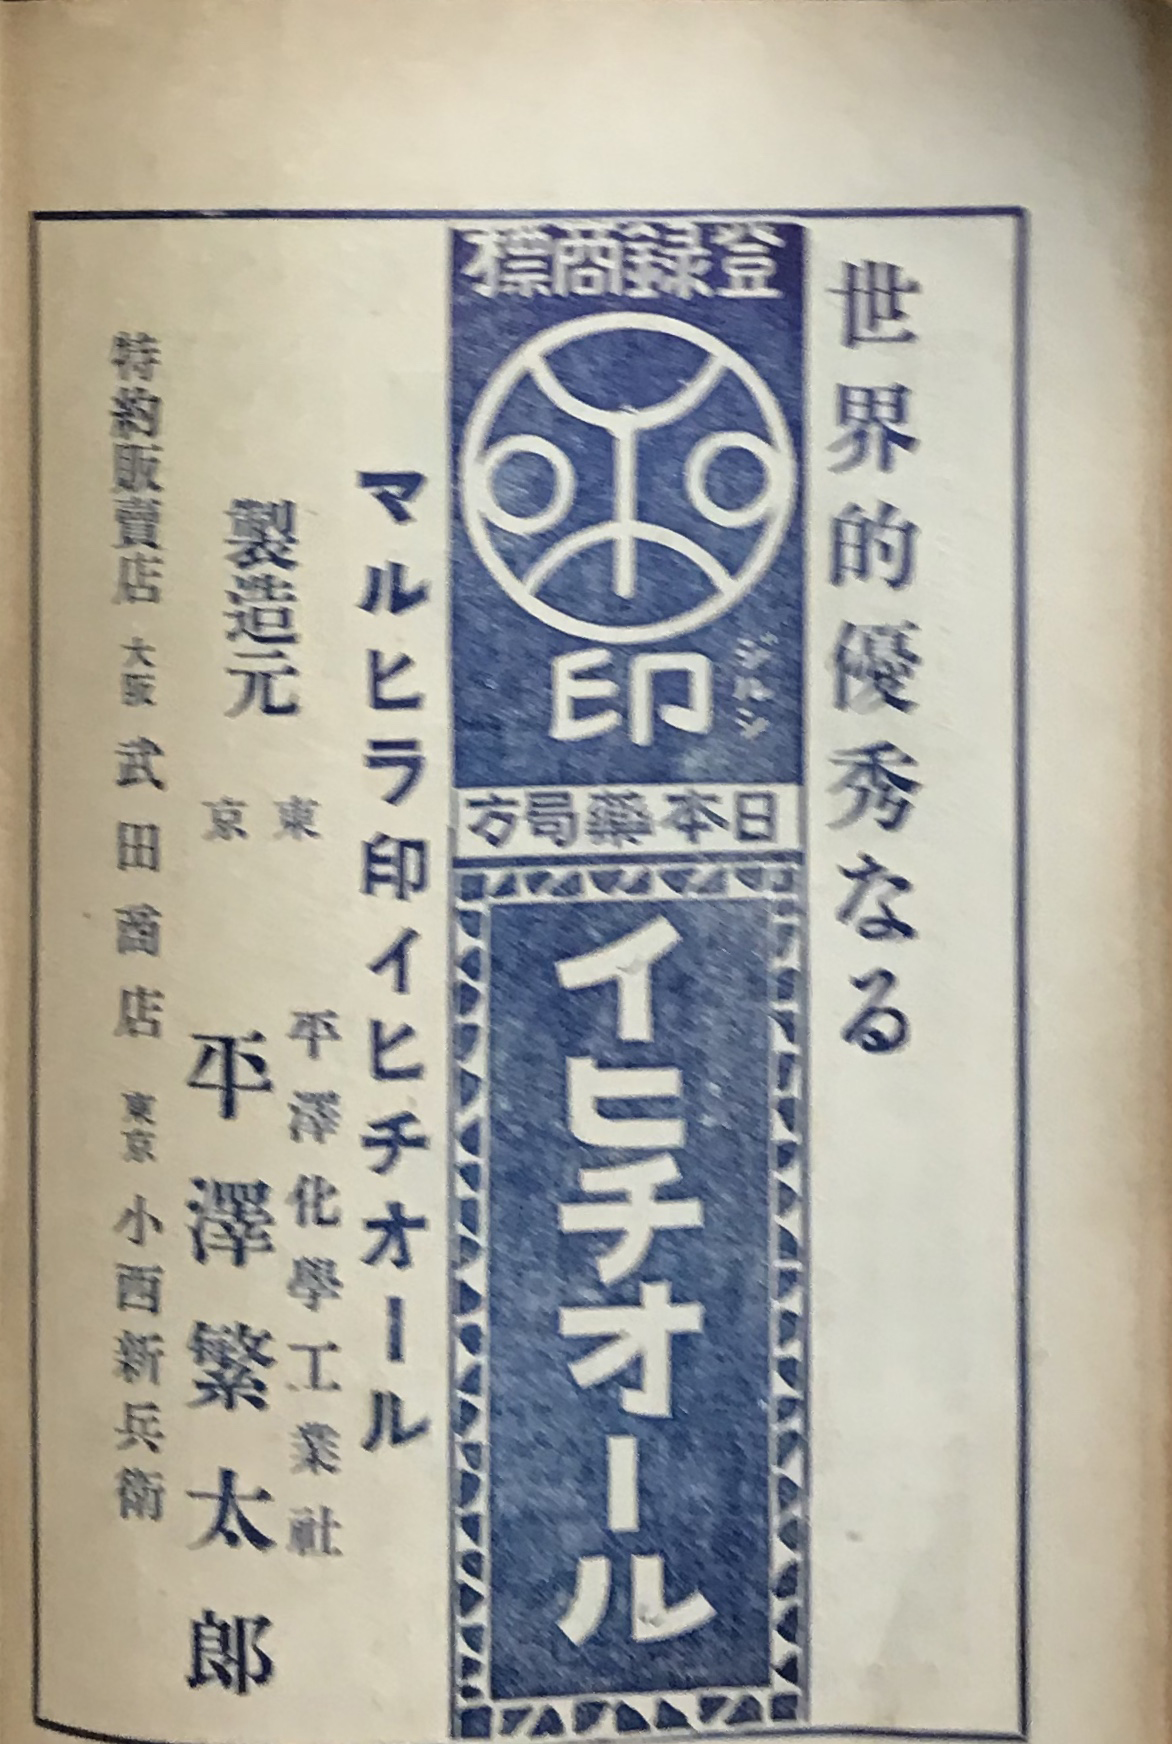 世界的優秀なる
登録商標
印
ジルシ
日本藥局方
イヒチオール
マルヒラ印イヒチオール
製造元
東京
平澤化學工業社
平澤繁太郎
特約販賣店 大阪 武田商店 東京 小西新兵衛